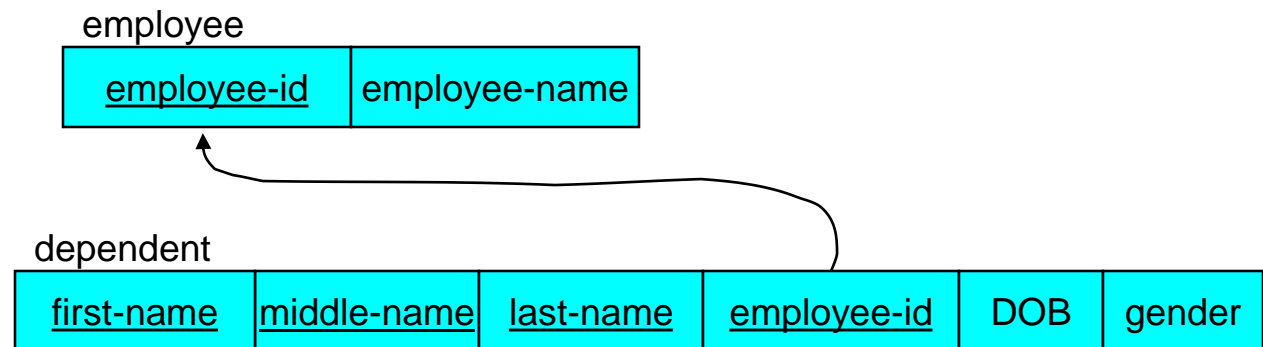 employee
employee-id employee-name
dependent
first-name middle-name last-name employee-id DOB gender